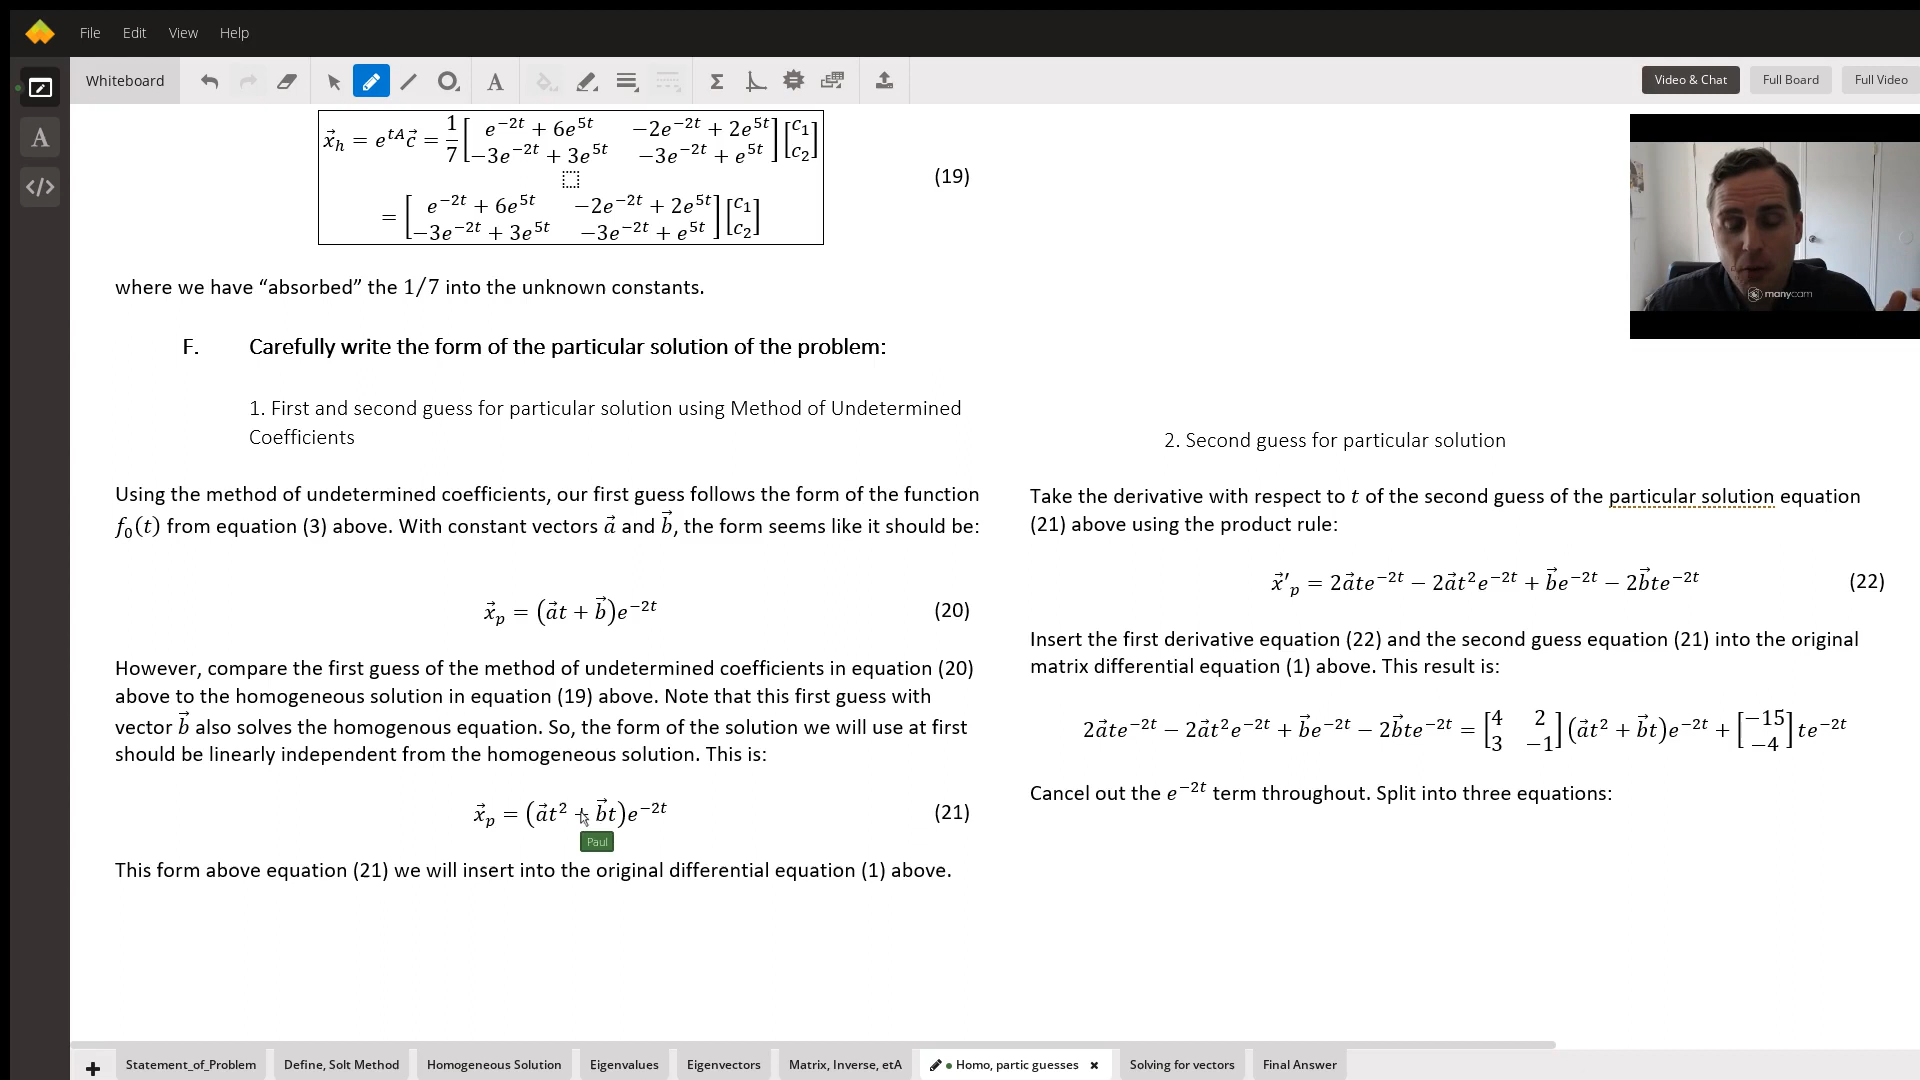 File Edit View Help
Whiteboard
Video & Chat Full Board Full Video
x⃗_h = e^{tA}c⃗ = 1/7 [e^{-2t} + 6e^{5t} −2e^{-2t} + 2e^{5t}; −3e^{-2t} + 3e^{5t} −3e^{-2t} + e^{5t}] [c_1; c_2]
= [e^{-2t} + 6e^{5t} −2e^{-2t} + 2e^{5t}; −3e^{-2t} + 3e^{5t} −3e^{-2t} + e^{5t}] [c_1; c_2]
(19)
where we have “absorbed” the 1/7 into the unknown constants.
F. Carefully write the form of the particular solution of the problem:
1. First and second guess for particular solution using Method of Undetermined
Coefficients
Using the method of undetermined coefficients, our first guess follows the form of the function
f_0(t) from equation (3) above. With constant vectors a⃗ and b⃗, the form seems like it should be:
x⃗_p = (a⃗t + b⃗)e^{-2t} (20)
However, compare the first guess of the method of undetermined coefficients in equation (20)
above to the homogeneous solution in equation (19) above. Note that this first guess with
vector b⃗ also solves the homogenous equation. So, the form of the solution we will use at first
should be linearly independent from the homogeneous solution. This is:
x⃗_p = (a⃗t^2 + b⃗t)e^{-2t} (21)
Paul
This form above equation (21) we will insert into the original differential equation (1) above.
2. Second guess for particular solution
Take the derivative with respect to t of the second guess of the particular solution equation
(21) above using the product rule:
x⃗'_p = 2a⃗te^{-2t} − 2a⃗t^2e^{-2t} + b⃗e^{-2t} − 2b⃗te^{-2t} (22)
Insert the first derivative equation (22) and the second guess equation (21) into the original
matrix differential equation (1) above. This result is:
2a⃗te^{-2t} − 2a⃗t^2e^{-2t} + b⃗e^{-2t} − 2b⃗te^{-2t} = [4 2; 3 −1] (a⃗t^2 + b⃗t)e^{-2t} + [−15; −4] te^{-2t}
Cancel out the e^{-2t} term throughout. Split into three equations:
manycam
Statement_of_Problem Define, Solt Method Homogeneous Solution Eigenvalues Eigenvectors Matrix, Inverse, etA Homo, partic guesses Solving for vectors Final Answer